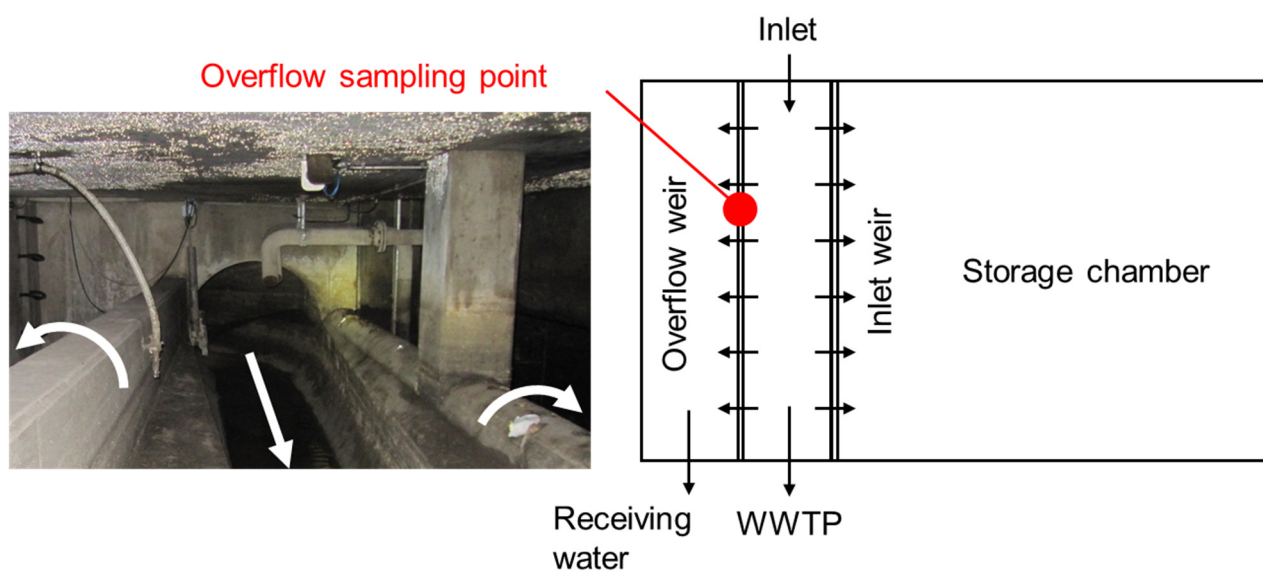 Inlet
Overflow sampling point
Overflow weir
Inlet weir
Storage chamber
Receiving
water
WWTP